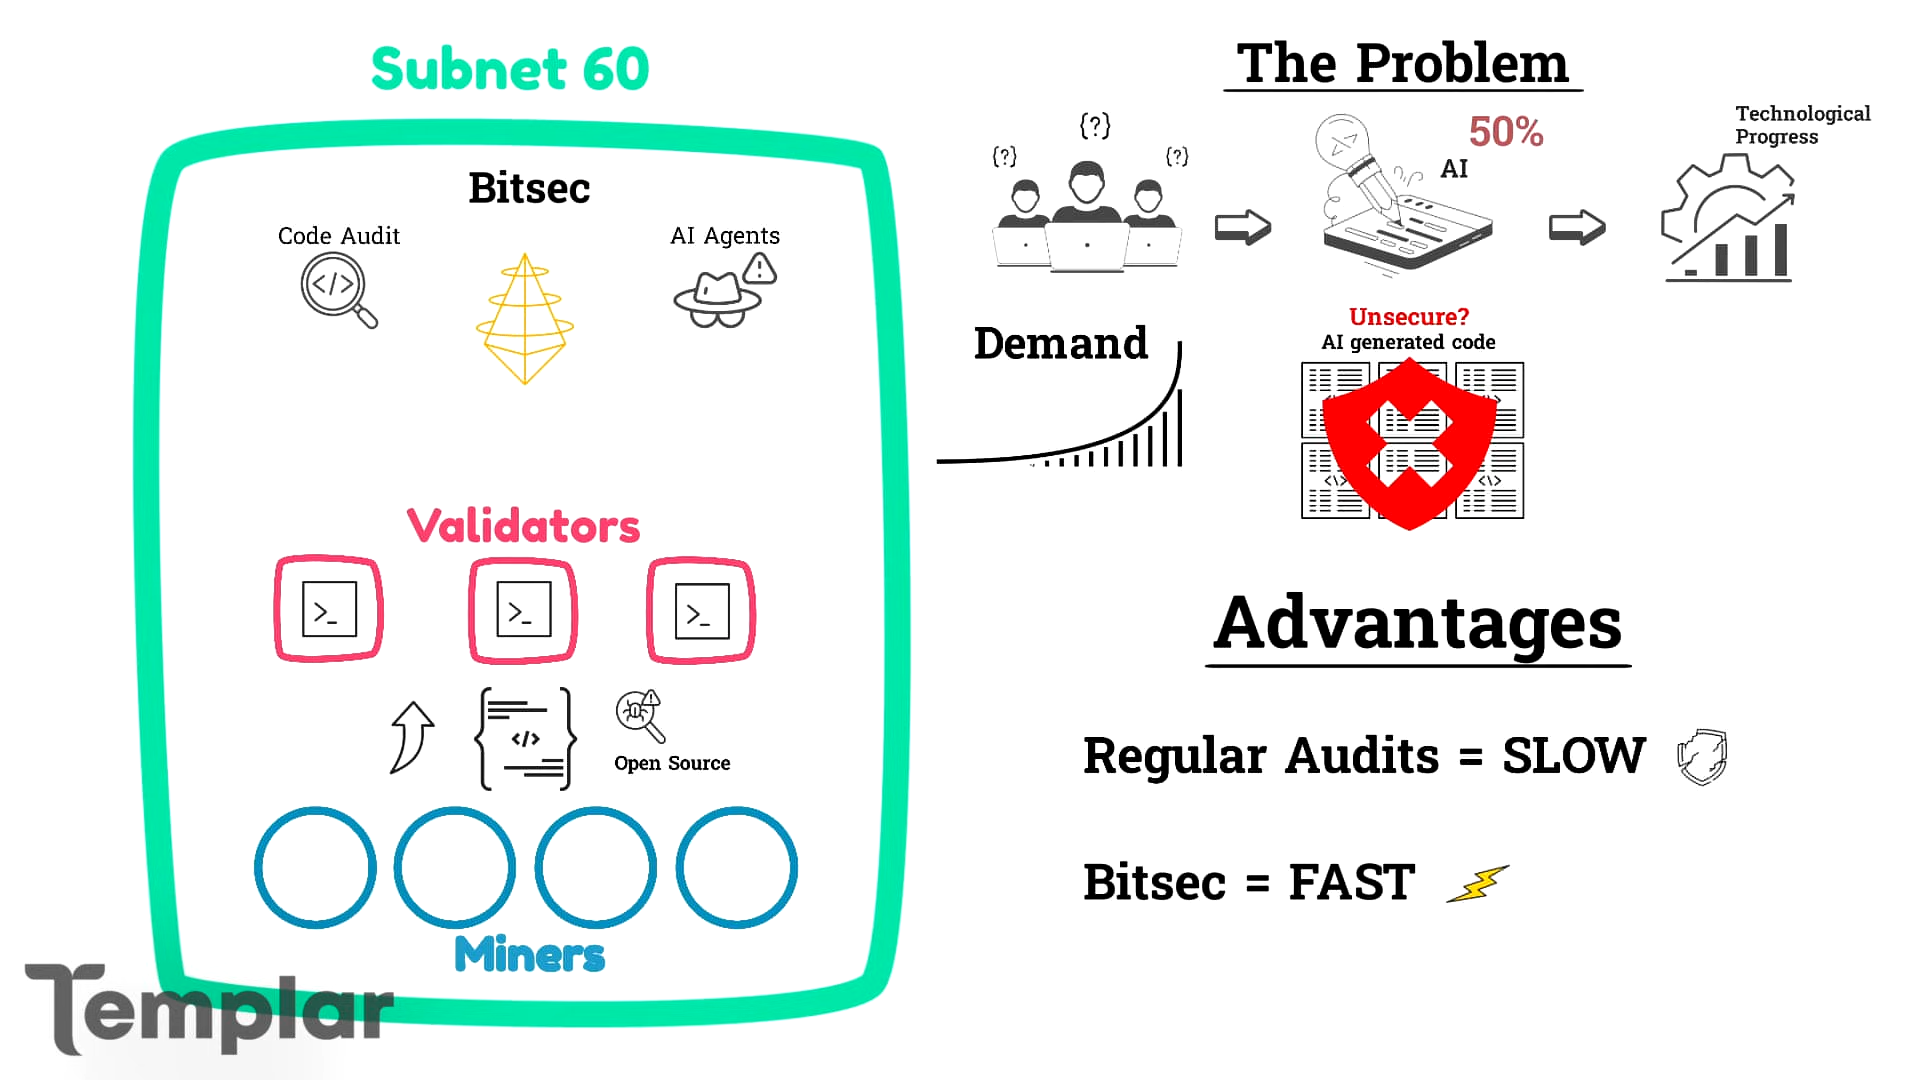 Subnet 60
Bitsec
Code Audit
AI Agents
</>
Validators
>_
>_
>_
</>
Open Source
Miners
Templar
The Problem
{?}
{?}
{?}
50%
AI
Technological
Progress
Demand
Unsecure?
AI generated code
<\>
<\>
Advantages
Regular Audits = SLOW
Bitsec = FAST